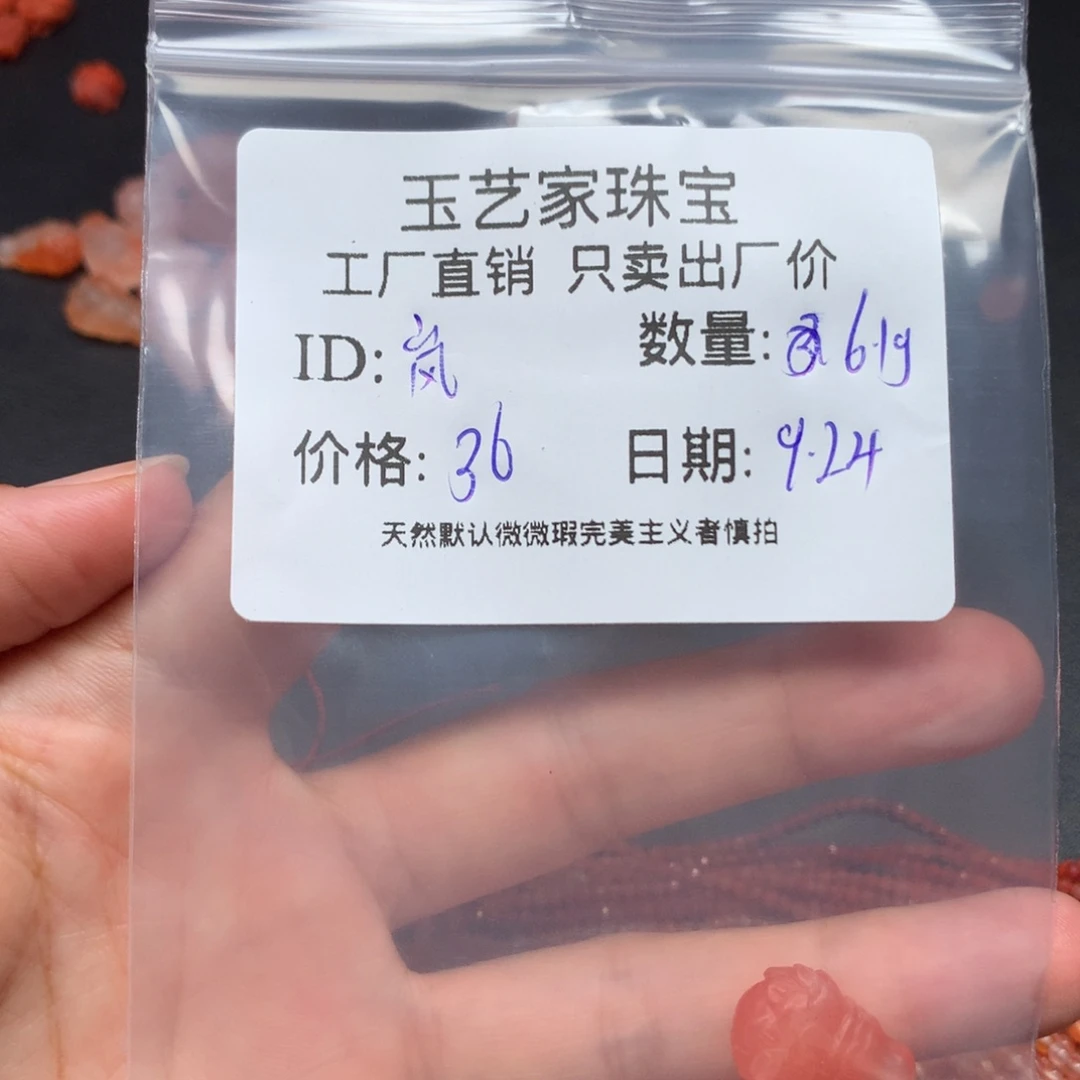 玉艺家珠宝
工厂直销 只卖出厂价
ID: 岚 数量: 6.1g
价格: 36 日期: 9.24
天然默认微微瑕完美主义者慎拍